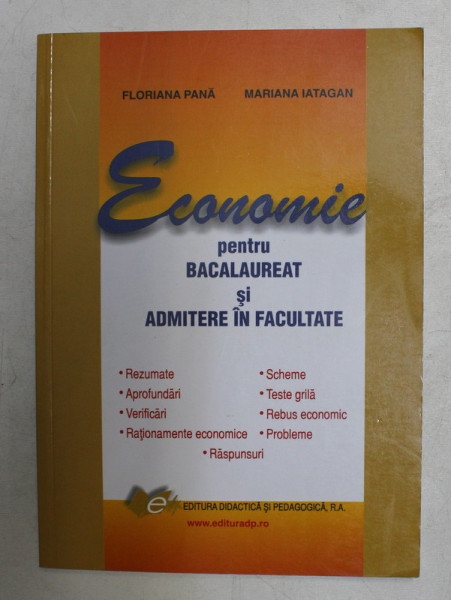 FLORIANA PANĂ MARIANA IATAGAN
Economie
pentru
BACALAUREAT
şi
ADMITERE ÎN FACULTATE
• Rezumate • Scheme
• Aprofundări • Teste grilă
• Verificări • Rebus economic
• Raţionamente economice • Probleme
• Răspunsuri
EDITURA DIDACTICĂ ŞI PEDAGOGICĂ, R.A.
www.edituradp.ro